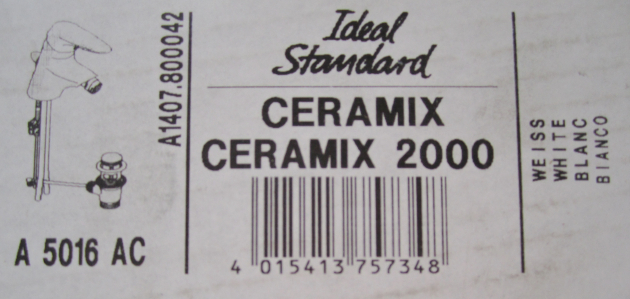 A 5016 AC
A1407.800042
Ideal
Standard
CERAMIX
CERAMIX 2000
4 015413 757348
WEISS
WHITE
BLANC
BIANCO